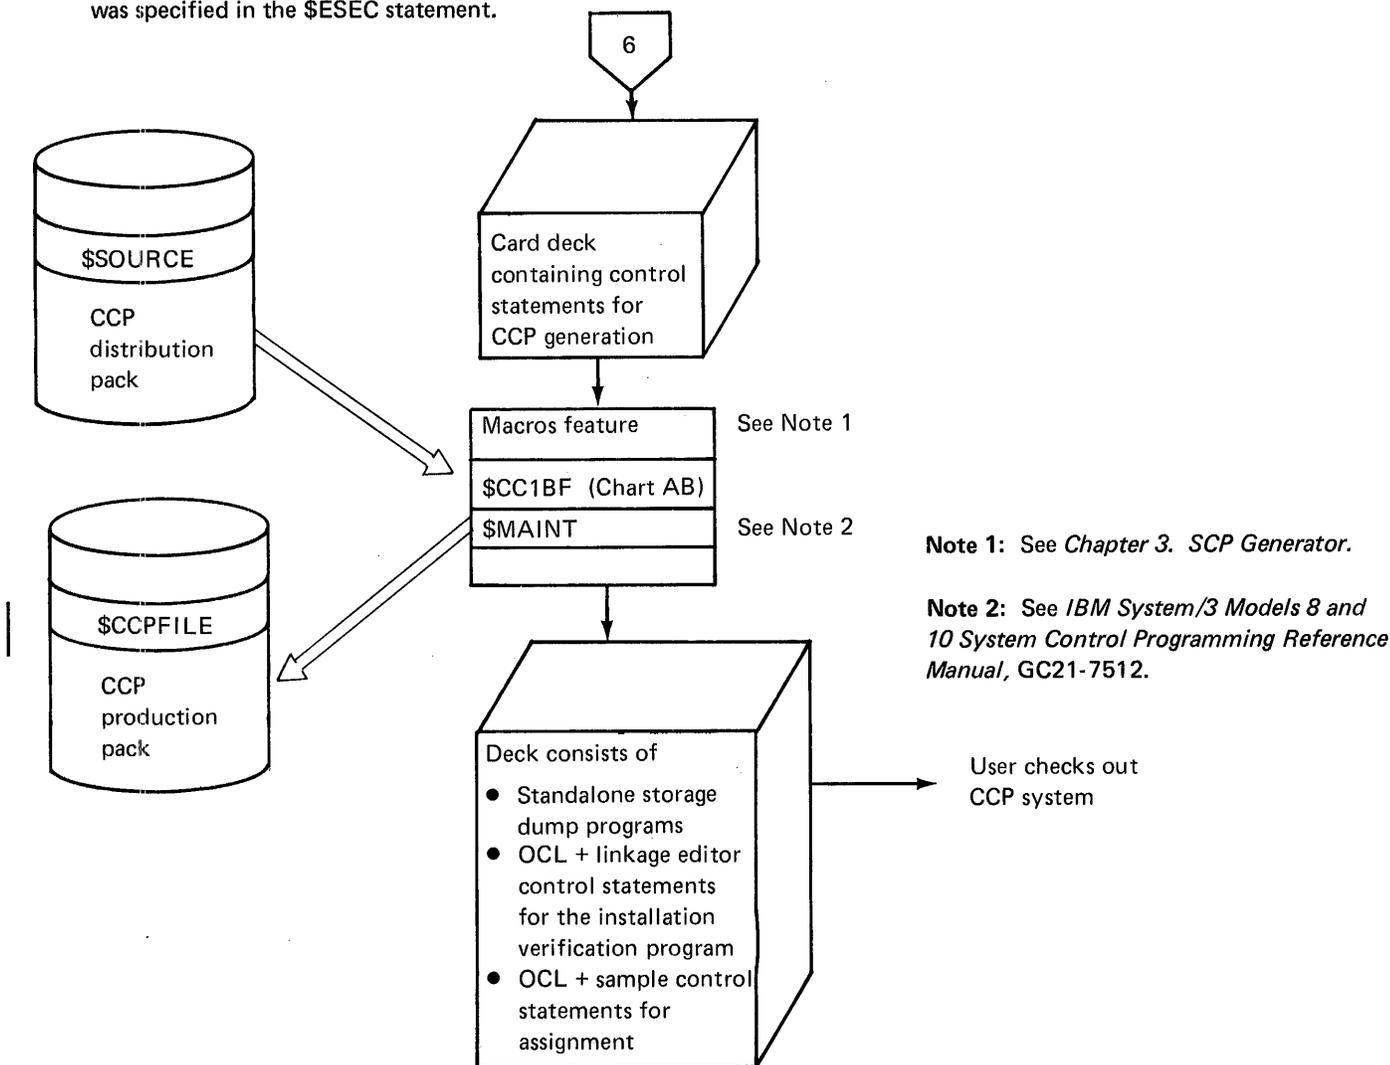 was specified in the $ESEC statement.
6
$SOURCE
CCP
distribution
pack
Card deck
containing control
statements for
CCP generation
Macros feature
See Note 1
$CC1BF (Chart AB)
$MAINT
See Note 2
Note 1: See Chapter 3. SCP Generator.
Note 2: See IBM System/3 Models 8 and
10 System Control Programming Reference
Manual, GC21-7512.
$CCPFILE
CCP
production
pack
Deck consists of
● Standalone storage
dump programs
● OCL + linkage editor
control statements
for the installation
verification program
● OCL + sample control
statements for
assignment
User checks out
CCP system